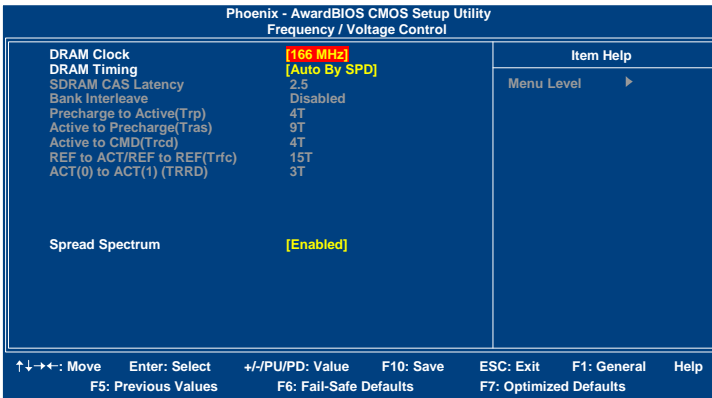 Phoenix - AwardBIOS CMOS Setup Utility
Frequency / Voltage Control
DRAM Clock [166 MHz]
DRAM Timing [Auto By SPD]
SDRAM CAS Latency 2.5
Bank Interleave Disabled
Precharge to Active(Trp) 4T
Active to Precharge(Tras) 9T
Active to CMD(Trcd) 4T
REF to ACT/REF to REF(Trfc) 15T
ACT(0) to ACT(1) (TRRD) 3T
Spread Spectrum [Enabled]
Item Help
Menu Level ▶
↑↓→←: Move Enter: Select +/-/PU/PD: Value F10: Save ESC: Exit F1: General Help
F5: Previous Values F6: Fail-Safe Defaults F7: Optimized Defaults